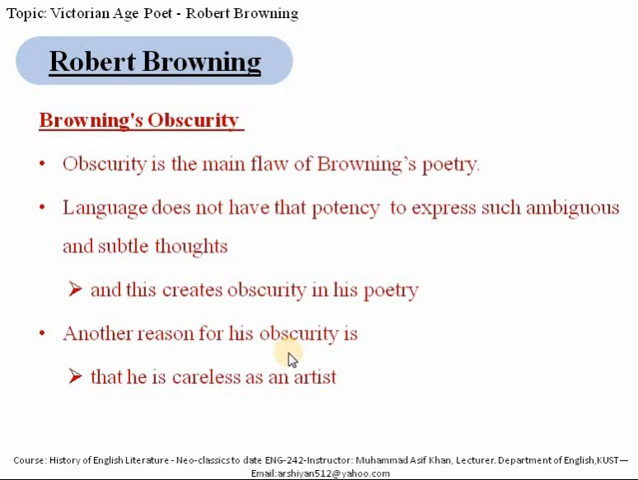 Topic: Victorian Age Poet - Robert Browning
Robert Browning
Browning's Obscurity
• Obscurity is the main flaw of Browning's poetry.
• Language does not have that potency to express such ambiguous
and subtle thoughts
➢ and this creates obscurity in his poetry
• Another reason for his obscurity is
➢ that he is careless as an artist
Course: History of English Literature - Neo-classics to date ENG-242-Instructor: Muhammad Asif Khan, Lecturer. Department of English,KUST—
Email:arshiyan512@yahoo.com